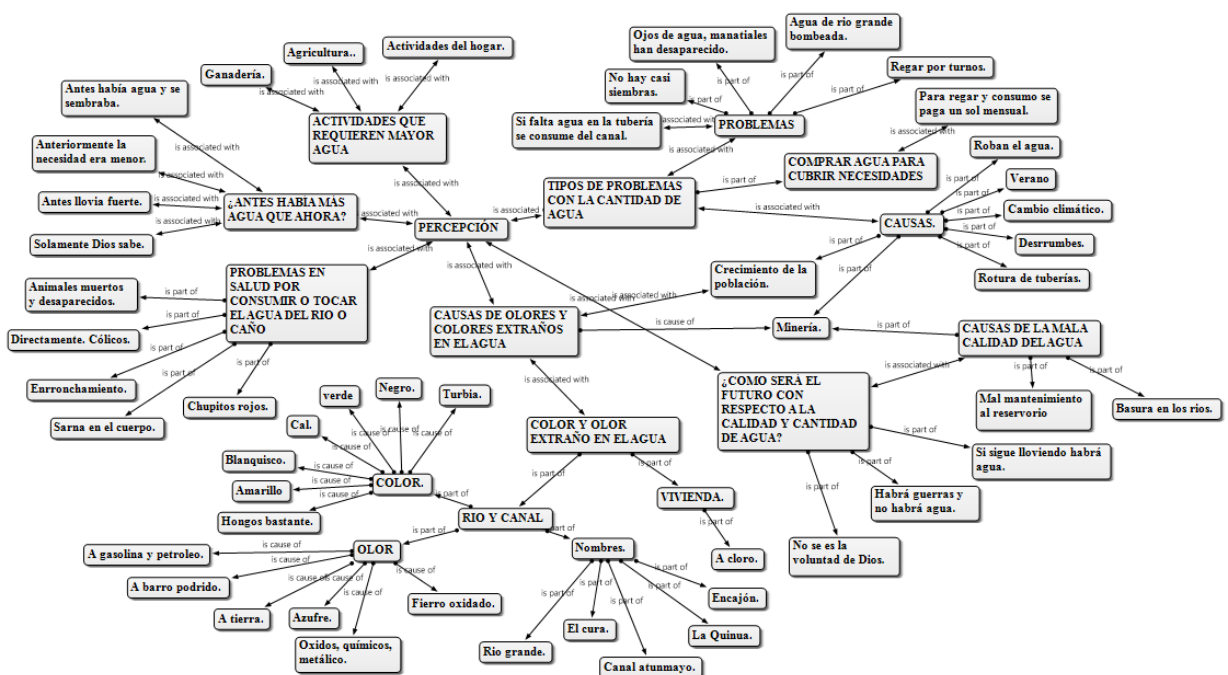 Ojos de agua, manatiales
han desaparecido.
Agua de rio grande
bombeada.
Actividades del hogar.
Agricultura..
Ganadería.
is associated with
is associated with
is associated with
No hay casi
siembras.
is part of
is part of
is part of
is part of
Regar por turnos.
Antes había agua y se
sembraba.
Para regar y consumo se
paga un sol mensual.
Si falta agua en la tubería
se consume del canal.
associated with
PROBLEMAS
ACTIVIDADES QUE
REQUIEREN MAYOR
AGUA
is associated with
Roban el agua.
Anteriormente la
necesidad era menor.
is associated with
is associated with
is associated with
COMPRAR AGUA PARA
CUBRIR NECESIDADES
is part of
is part of
Verano
is associated with
is associated with
TIPOS DE PROBLEMAS
CON LA CANTIDAD DE
AGUA
is part of
Antes llovia fuerte.
is associated with
¿ANTES HABÍA MÁS
AGUA QUE AHORA?
associated with
PERCEPCIÓN
is associated
is associated with
CAUSAS.
is part of
Cambio climático.
Solamente Dios sabe.
is associated with
is part of
Desrrumbes.
is associated with
is associated with
is part of
is part of
is part of
Rotura de tuberías.
PROBLEMAS EN
SALUD POR
CONSUMIR O TOCAR
EL AGUA DEL RIO O
CAÑO
Crecimiento de la
población.
Animales muertos
y desaparecidos.
is part of
is associated with
is associated with
CAUSAS DE OLORES Y
COLORES EXTRAÑOS
EN EL AGUA
is cause of
Minería.
is part of
CAUSAS DE LA MALA
CALIDAD DEL AGUA
Directamente. Cólicos.
is part of
is part of
is part of
is part of
Enrronchamiento.
is associated with
is associated with
is part of
is part of
¿COMO SERÁ EL
FUTURO CON
RESPECTO A LA
CALIDAD Y CANTIDAD
DE AGUA?
Mal mantenimiento
al reservorio
Basura en los rios.
Sarna en el cuerpo.
Chupitos rojos.
verde
Negro.
Turbia.
COLOR Y OLOR
EXTRAÑO EN EL AGUA
is part of
Si sigue lloviendo habrá
agua.
Cal.
is cause of
is cause of
is cause of
is cause of
Blanquisco.
is cause of
is part of
is part of
is part of
is part of
Amarillo
is cause of
COLOR.
is part of
VIVIENDA.
Habrá guerras y
no habrá agua.
Hongos bastante.
is cause of
RIO Y CANAL
is part of
is part of
is part of
No se es la
voluntad de Dios.
A gasolina y petroleo.
is cause of
OLOR
Nombres.
A cloro.
A barro podrido.
is cause of
is cause of
is cause of
is cause of
is cause of
is part of
is part of
is part of
is part of
Encajón.
A tierra.
Azufre.
Fierro oxidado.
El cura.
La Quinua.
Oxidos, químicos,
metálico.
Rio grande.
Canal atunmayo.